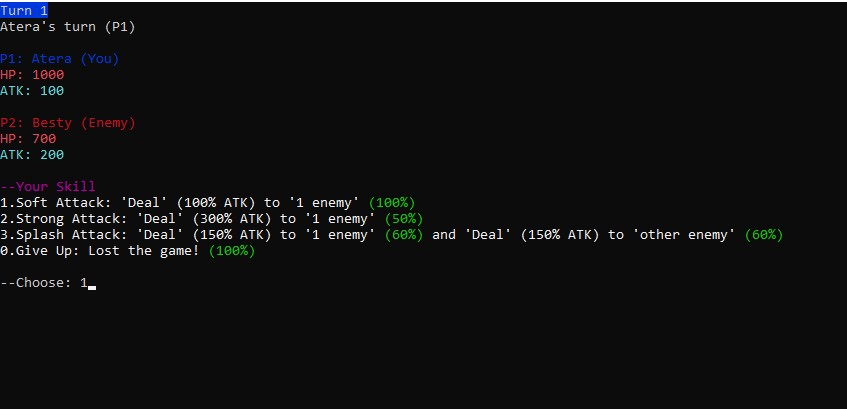 Turn 1
Atera's turn (P1)
P1: Atera (You)
HP: 1000
ATK: 100
P2: Besty (Enemy)
HP: 700
ATK: 200
--Your Skill
1.Soft Attack: 'Deal' (100% ATK) to '1 enemy' (100%)
2.Strong Attack: 'Deal' (300% ATK) to '1 enemy' (50%)
3.Splash Attack: 'Deal' (150% ATK) to '1 enemy' (60%) and 'Deal' (150% ATK) to 'other enemy' (60%)
0.Give Up: Lost the game! (100%)
--Choose: 1